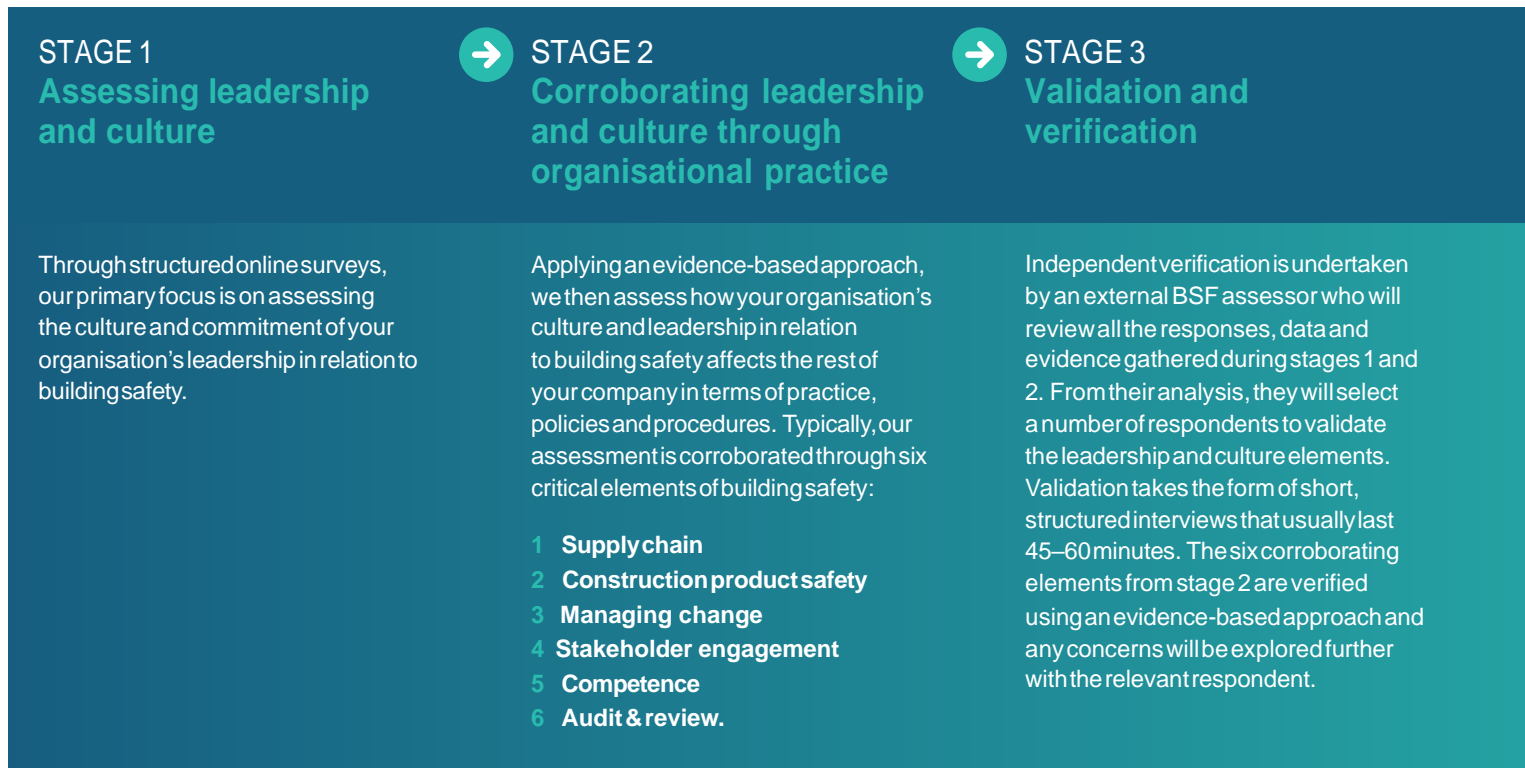 STAGE 1
Assessing leadership
and culture
Through structured online surveys,
our primary focus is on assessing
the culture and commitment of your
organisation's leadership in relation to
building safety.
STAGE 2
Corroborating leadership
and culture through
organisational practice
Applying an evidence-based approach,
we then assess how your organisation's
culture and leadership in relation
to building safety affects the rest of
your company in terms of practice,
policies and procedures. Typically, our
assessment is corroborated through six
critical elements of building safety:
1 Supply chain
2 Construction product safety
3 Managing change
4 Stakeholder engagement
5 Competence
6 Audit & review.
STAGE 3
Validation and
verification
Independent verification is undertaken
by an external BSF assessor who will
review all the responses, data and
evidence gathered during stages 1 and
2. From their analysis, they will select
a number of respondents to validate
the leadership and culture elements.
Validation takes the form of short,
structured interviews that usually last
45–60 minutes. The six corroborating
elements from stage 2 are verified
using an evidence-based approach and
any concerns will be explored further
with the relevant respondent.